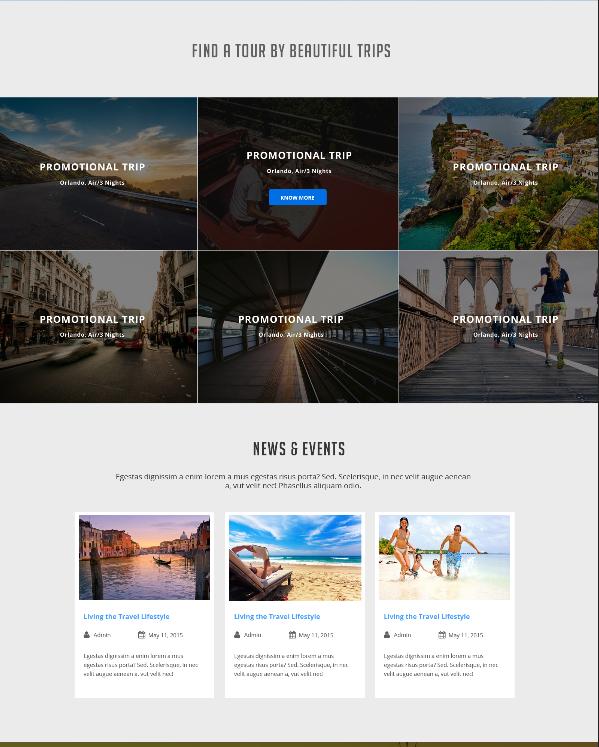 FIND A TOUR BY BEAUTIFUL TRIPS
PROMOTIONAL TRIP
Orlando, Air/3 Nights
PROMOTIONAL TRIP
Orlando, Air/3 Nights
KNOW MORE
PROMOTIONAL TRIP
Orlando, Air/3 Nights
PROMOTIONAL TRIP
Orlando, Air/3 Nights
PROMOTIONAL TRIP
Orlando, Air/3 Nights
PROMOTIONAL TRIP
Orlando, Air/3 Nights
NEWS & EVENTS
Egestas dignissim a enim lorem a mus egestas risus porta? Sed. Scelerisque, in nec velit augue aenean
a, vut velit nec! Phasellus aliquam odio.
Living the Travel Lifestyle
Admin May 11, 2015
Egestas dignissim a enim lorem a mus
egestas risus porta? Sed. Scelerisque, in nec
velit augue aenean a, vut velit nec!
Living the Travel Lifestyle
Admin May 11, 2015
Egestas dignissim a enim lorem a mus
egestas risus porta? Sed. Scelerisque, in nec
velit augue aenean a, vut velit nec!
Living the Travel Lifestyle
Admin May 11, 2015
Egestas dignissim a enim lorem a mus
egestas risus porta? Sed. Scelerisque, in nec
velit augue aenean a, vut velit nec!